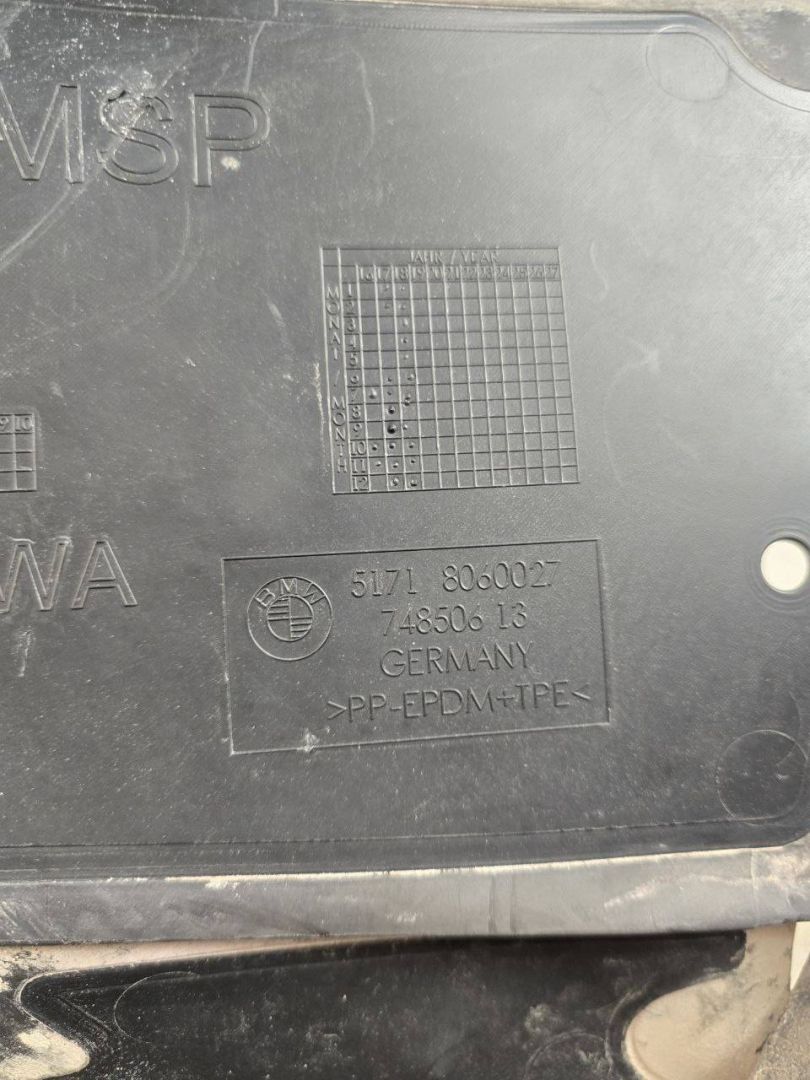 MSP
JAHR / YEAR
16 17 18 19 20 21 22 23 24 25 26 27
MONAT / MONTH
1
2
3
4
5
6
7
8
9
10
11
12
9 10
WA
BMW
5171 8060027
748506 13
GERMANY
>PP-EPDM+TPE<